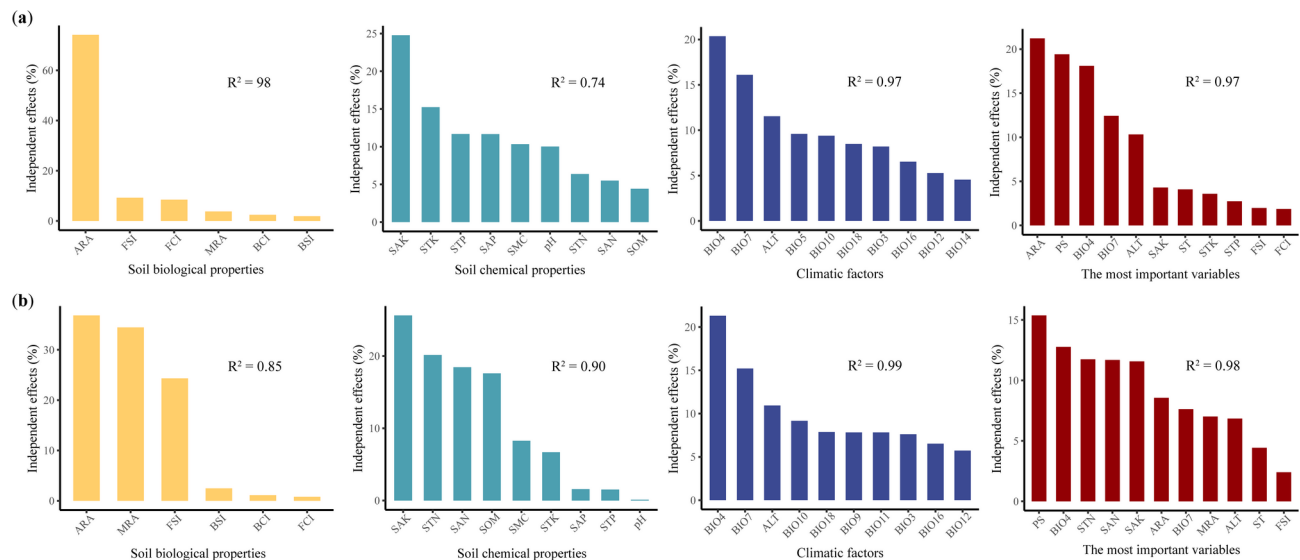 (a)
Independent effects (%)
60
40
20
0
R² = 98
ARA FSI FCI MRA BCI BSI
Soil biological properties
Independent effects (%)
25
20
15
10
5
0
R² = 0.74
SAK STK STP SAP SMC pH STN SAN SOM
Soil chemical properties
Independent effects (%)
20
15
10
5
0
R² = 0.97
BIO4 BIO7 ALT BIO5 BIO10 BIO18 BIO3 BIO16 BIO12 BIO14
Climatic factors
Independent effects (%)
20
15
10
5
0
R² = 0.97
ARA PS BIO4 BIO7 ALT SAK ST STK STP FSI FCI
The most important variables
(b)
Independent effects (%)
30
20
10
0
R² = 0.85
ARA MRA FSI BSI BCI FCI
Soil biological properties
Independent effects (%)
20
10
0
R² = 0.90
SAK STN SAN SOM SMC STK SAP STP pH
Soil chemical properties
Independent effects (%)
20
15
10
5
0
R² = 0.99
BIO4 BIO7 ALT BIO10 BIO18 BIO9 BIO11 BIO3 BIO16 BIO12
Climatic factors
Independent effects (%)
15
10
5
0
R² = 0.98
PS BIO4 STN SAN SAK ARA BIO7 MRA ALT ST FSI
The most important variables